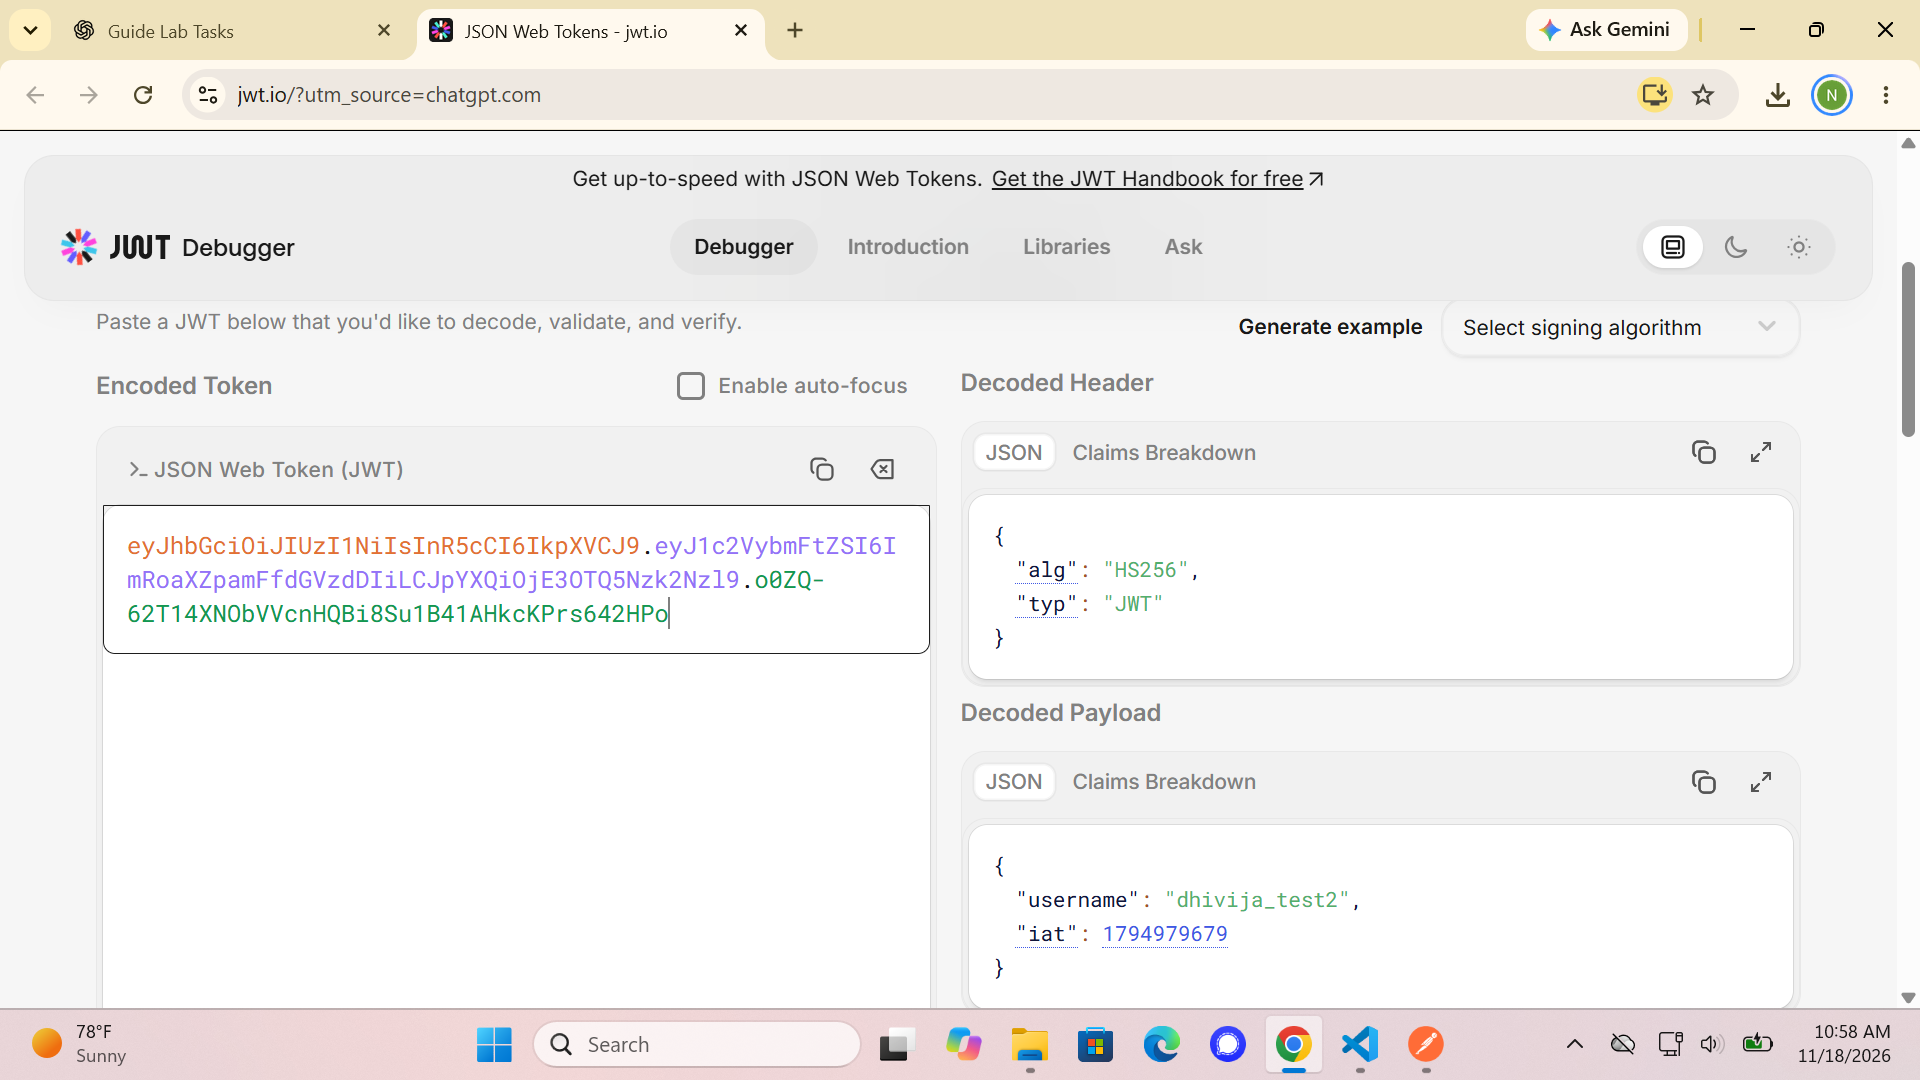 Guide Lab Tasks
JSON Web Tokens - jwt.io
Ask Gemini
jwt.io/?utm_source=chatgpt.com
N
Get up-to-speed with JSON Web Tokens. Get the JWT Handbook for free
JWT Debugger
Debugger
Introduction
Libraries
Ask
Paste a JWT below that you'd like to decode, validate, and verify.
Generate example
Select signing algorithm
Encoded Token
Enable auto-focus
Decoded Header
JSON Web Token (JWT)
JSON
Claims Breakdown
eyJhbGciOiJIUzI1NiIsInR5cCI6IkpXVCJ9.eyJ1c2VybmFtZSI6I
mRoaXZpamFfdGVzdDIiLCJpYXQiOjE3OTQ5Nzk2Nzl9.o0ZQ-
62T14XNObVVcnHQBi8Su1B41AHkcKPrs642HPo
{
"alg": "HS256",
"typ": "JWT"
}
Decoded Payload
JSON
Claims Breakdown
{
"username": "dhivija_test2",
"iat": 1794979679
}
78°F
Sunny
Search
10:58 AM
11/18/2026